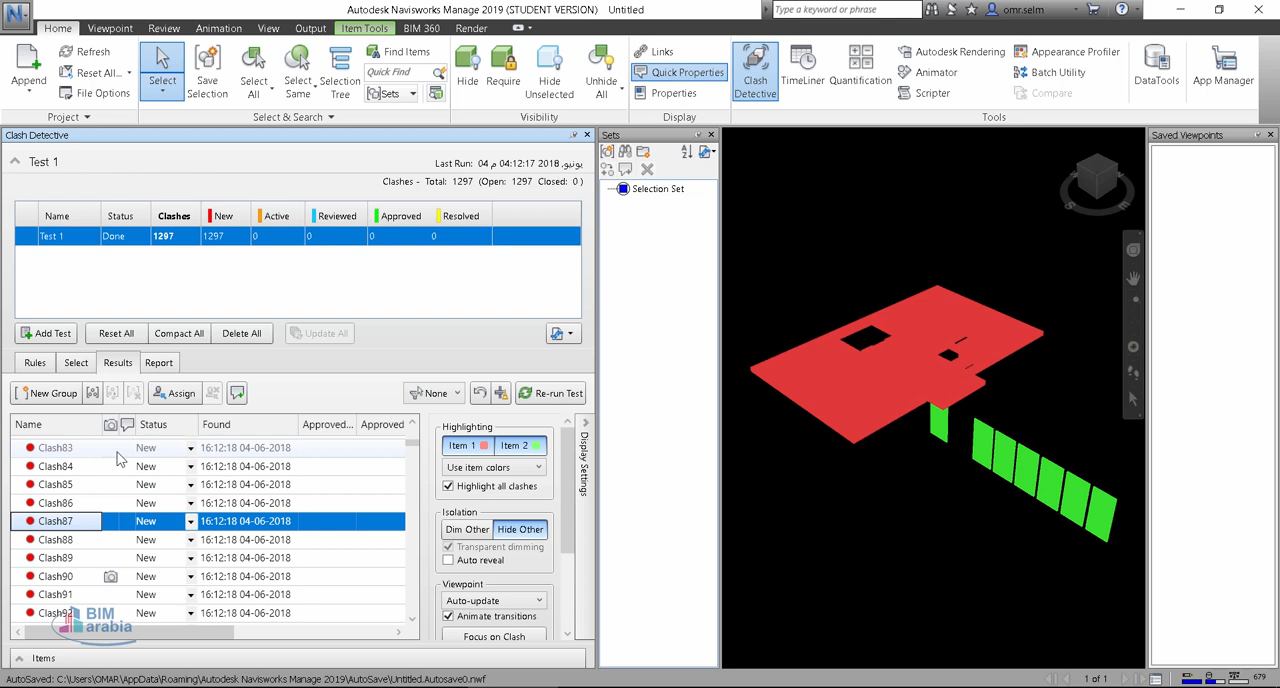 Autodesk Navisworks Manage 2019 (STUDENT VERSION) Untitled
Type a keyword or phrase
omr.selm
Home Viewpoint Review Animation View Output Item Tools BIM 360 Render
Append
Refresh
Reset All...
File Options
Project
Select
Save Selection
Select All
Select Same
Selection Tree
Find Items
Quick Find
Sets
Select & Search
Hide
Require
Hide Unselected
Unhide All
Visibility
Links
Quick Properties
Properties
Display
Clash Detective
TimeLiner
Quantification
Autodesk Rendering
Animator
Scripter
Appearance Profiler
Batch Utility
Compare
Tools
DataTools
App Manager
Clash Detective
Test 1
Last Run: 04:12:17 2018 م 04 يونيو,
Clashes - Total: 1297 (Open: 1297 Closed: 0 )
Name Status Clashes New Active Reviewed Approved Resolved
Test 1 Done 1297 1297 0 0 0 0
Add Test Reset All Compact All Delete All Update All
Rules Select Results Report
New Group Assign None Re-run Test
Name Status Found Approved... Approved
Clash83 New 16:12:18 04-06-2018
Clash84 New 16:12:18 04-06-2018
Clash85 New 16:12:18 04-06-2018
Clash86 New 16:12:18 04-06-2018
Clash87 New 16:12:18 04-06-2018
Clash88 New 16:12:18 04-06-2018
Clash89 New 16:12:18 04-06-2018
Clash90 New 16:12:18 04-06-2018
Clash91 New 16:12:18 04-06-2018
Clash92 New 16:12:18 04-06-2018
BIM
arabia
Highlighting
Item 1 Item 2
Use item colors
Highlight all clashes
Isolation
Dim Other Hide Other
Transparent dimming
Auto reveal
Viewpoint
Auto-update
Animate transitions
Focus on Clash
Display Settings
Items
Sets
Selection Set
Saved Viewpoints
AutoSaved: C:\Users\OMAR\AppData\Roaming\Autodesk Navisworks Manage 2019\AutoSave\Untitled.Autosave0.nwf
1 of 1
679